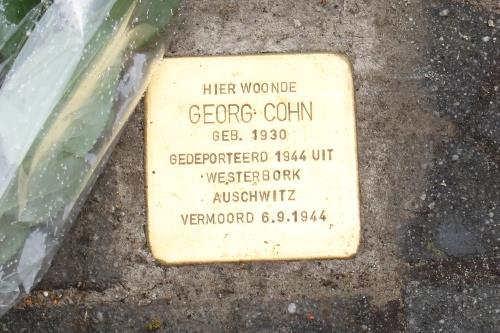 HIER WOONDE
GEORG COHN
GEB. 1930
GEDEPORTEERD 1944 UIT
WESTERBORK
AUSCHWITZ
VERMOORD 6.9.1944